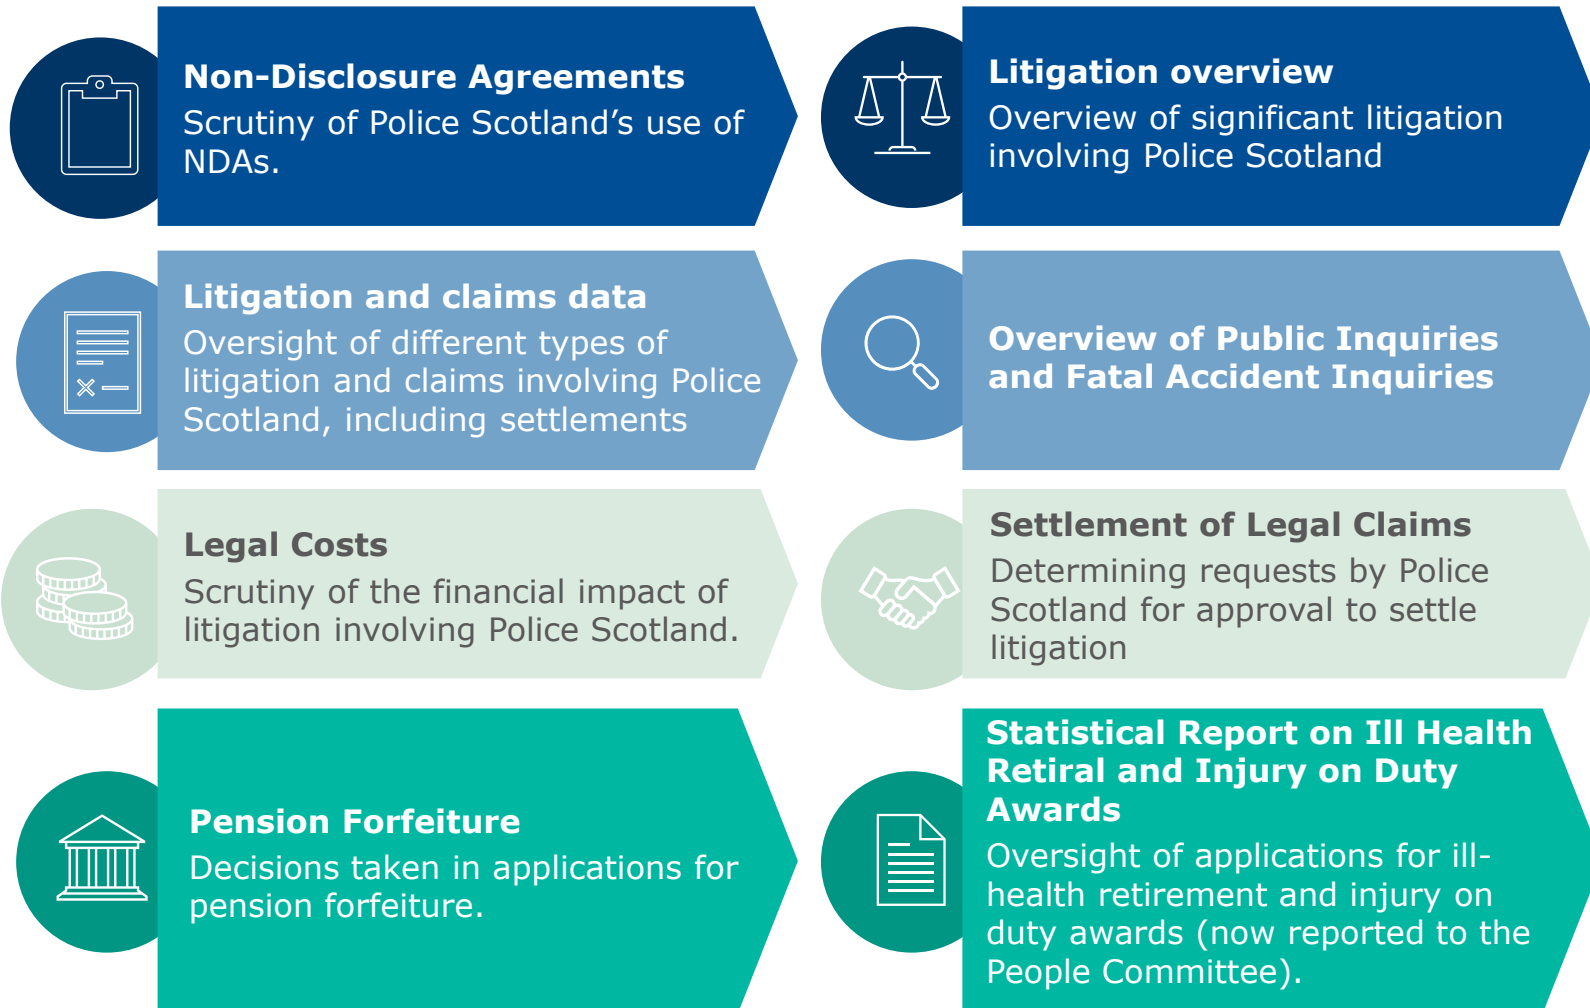 Non-Disclosure Agreements
Scrutiny of Police Scotland’s use of
NDAs.
Litigation overview
Overview of significant litigation
involving Police Scotland
Litigation and claims data
Oversight of different types of
litigation and claims involving Police
Scotland, including settlements
Overview of Public Inquiries
and Fatal Accident Inquiries
Legal Costs
Scrutiny of the financial impact of
litigation involving Police Scotland.
Settlement of Legal Claims
Determining requests by Police
Scotland for approval to settle
litigation
Pension Forfeiture
Decisions taken in applications for
pension forfeiture.
Statistical Report on Ill Health
Retiral and Injury on Duty
Awards
Oversight of applications for ill-
health retirement and injury on
duty awards (now reported to the
People Committee).